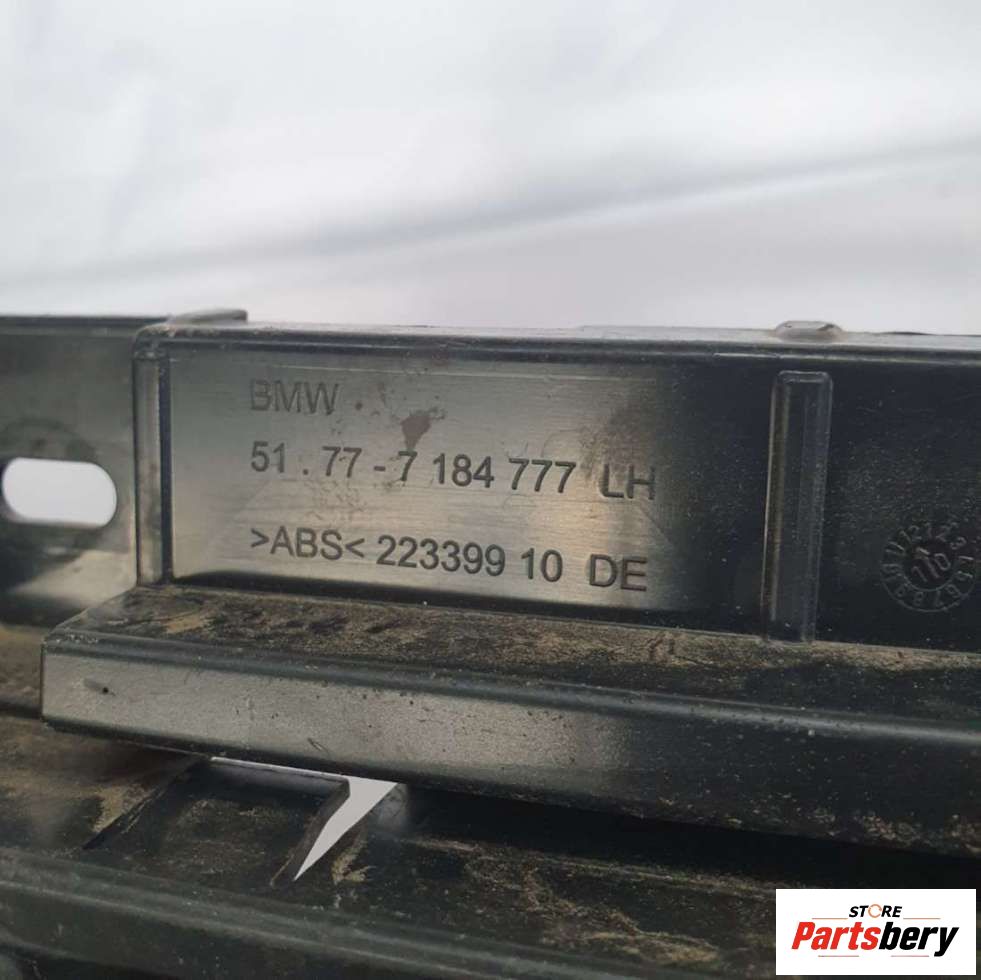 BMW
51.77-7 184 777 LH
>ABS< 223399 10 DE
STORE
Partsbery